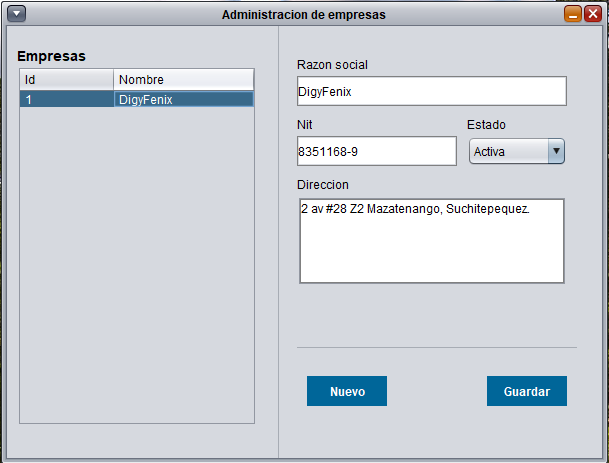 Administracion de empresas
Empresas
Id Nombre
1 DigyFenix
Razon social
DigyFenix
Nit Estado
8351168-9 Activa
Direccion
2 av #28 Z2 Mazatenango, Suchitepequez.
Nuevo Guardar